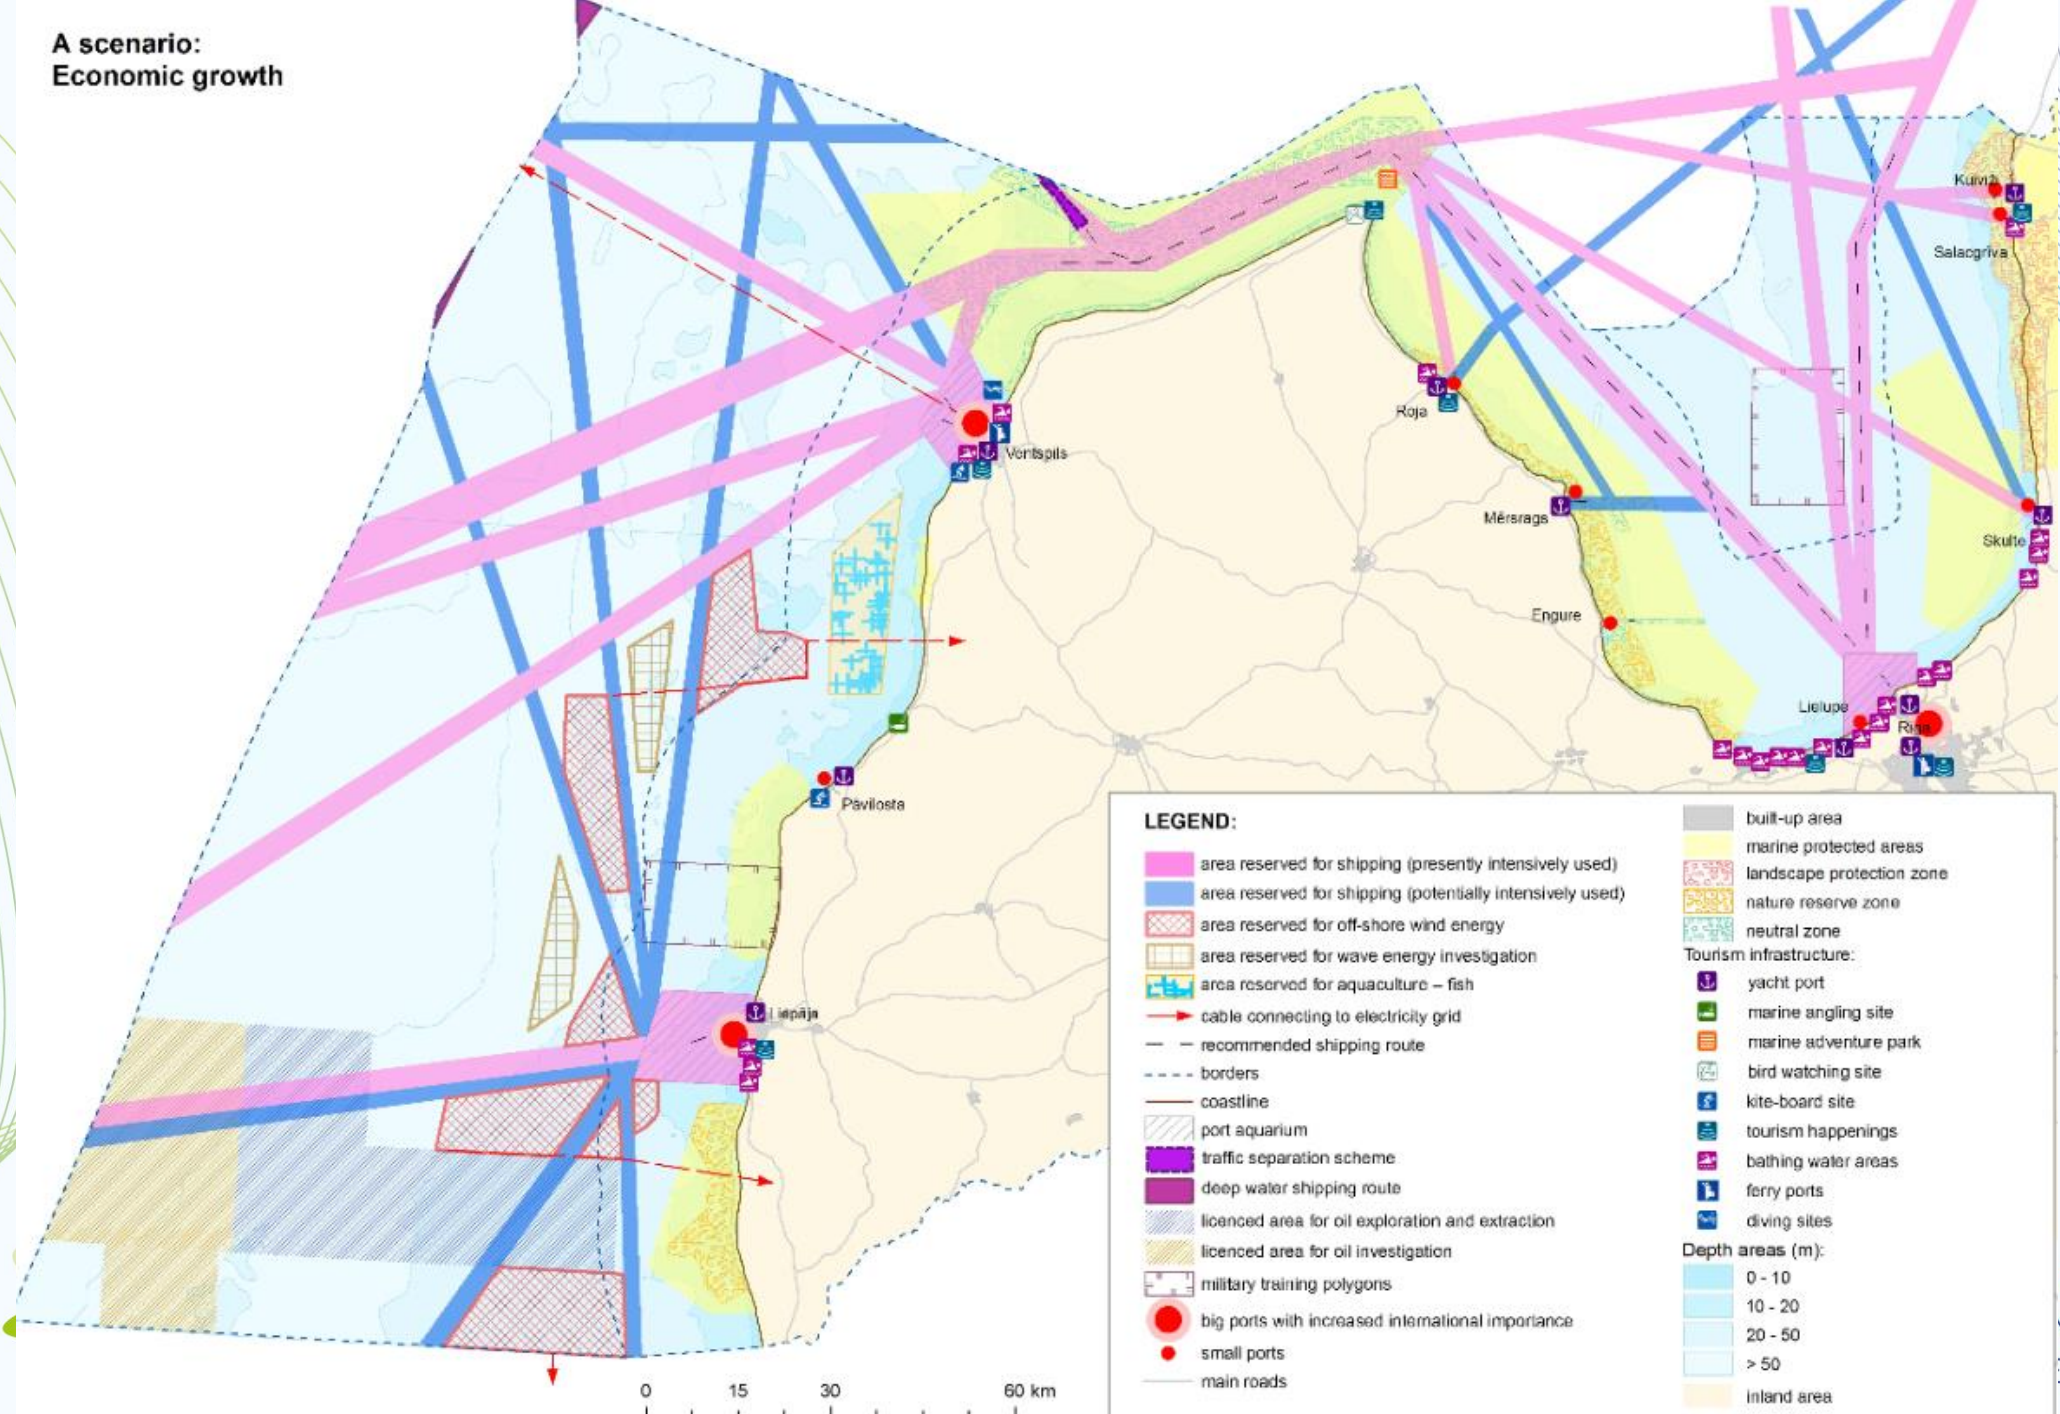 A scenario:
Economic growth
Kuiviži
Salacgrīva
Roja
Ventspils
Mērsrags
Skulte
Engure
Lielupe
Rīga
Pāvilosta
Liepāja
LEGEND:
area reserved for shipping (presently intensively used)
area reserved for shipping (potentially intensively used)
area reserved for off-shore wind energy
area reserved for wave energy investigation
area reserved for aquaculture – fish
cable connecting to electricity grid
recommended shipping route
borders
coastline
port aquarium
traffic separation scheme
deep water shipping route
licenced area for oil exploration and extraction
licenced area for oil investigation
military training polygons
big ports with increased international importance
small ports
main roads
built-up area
marine protected areas
landscape protection zone
nature reserve zone
neutral zone
Tourism infrastructure:
yacht port
marine angling site
marine adventure park
bird watching site
kite-board site
tourism happenings
bathing water areas
ferry ports
diving sites
Depth areas (m):
0 - 10
10 - 20
20 - 50
> 50
inland area
0 15 30 60 km